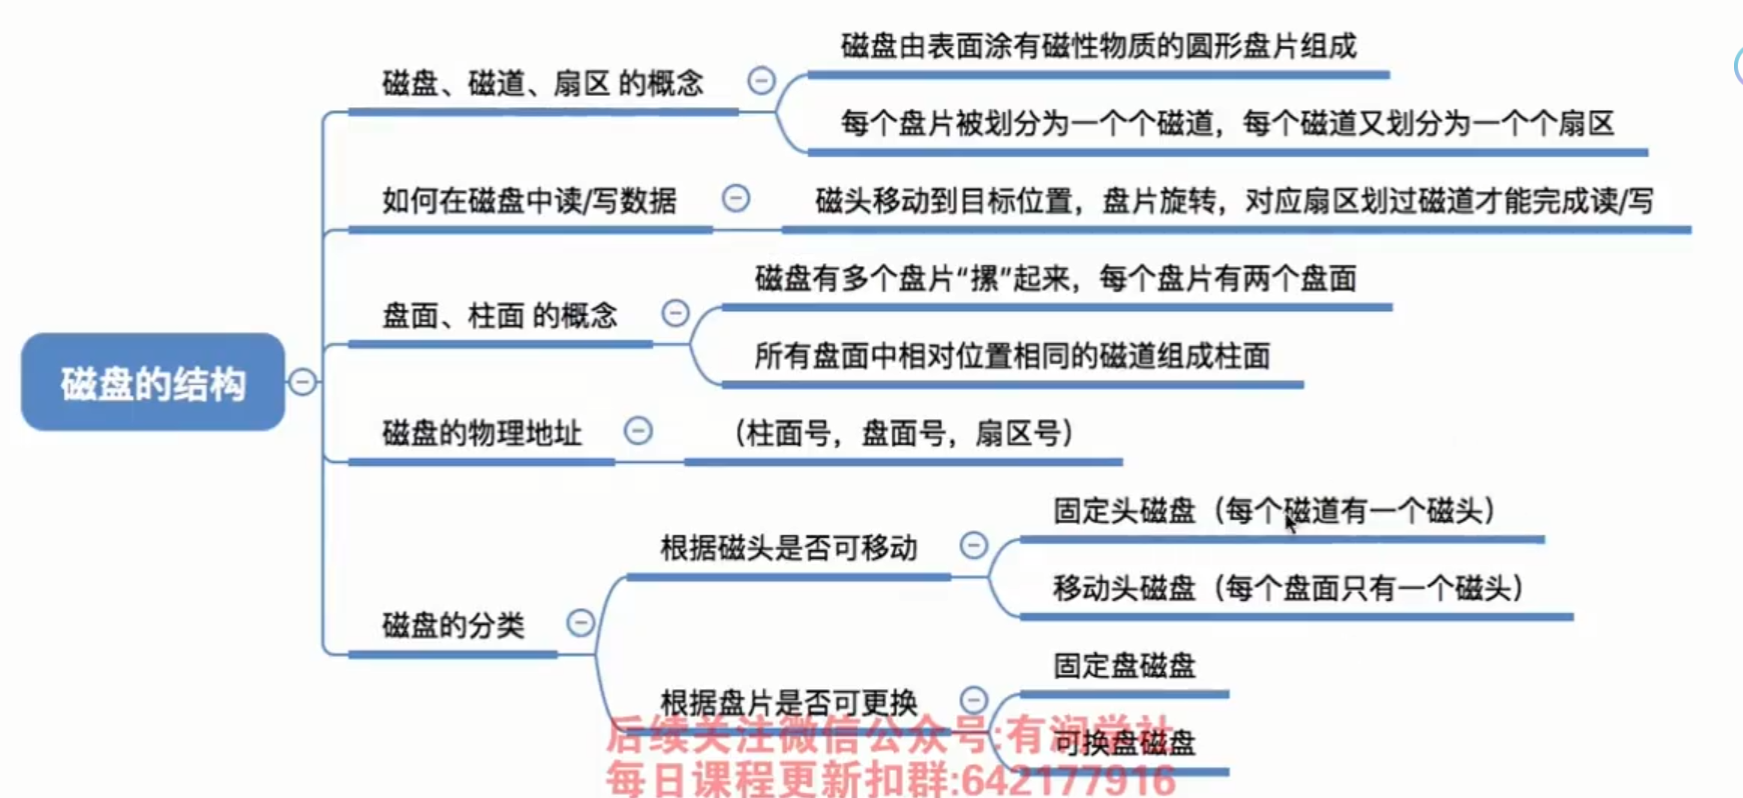 磁盘的结构
磁盘、磁道、扇区 的概念
磁盘由表面涂有磁性物质的圆形盘片组成
每个盘片被划分为一个个磁道，每个磁道又划分为一个个扇区
如何在磁盘中读/写数据
磁头移动到目标位置，盘片旋转，对应扇区划过磁道才能完成读/写
盘面、柱面 的概念
磁盘有多个盘片“摞”起来，每个盘片有两个盘面
所有盘面中相对位置相同的磁道组成柱面
磁盘的物理地址
（柱面号，盘面号，扇区号）
磁盘的分类
根据磁头是否可移动
固定头磁盘（每个磁道有一个磁头）
移动头磁盘（每个盘面只有一个磁头）
根据盘片是否可更换
固定盘磁盘
可换盘磁盘
后续关注微信公众号:有润学社
每日课程更新扣群:642177916